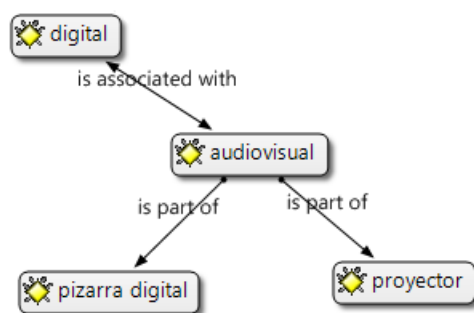 digital
is associated with
audiovisual
is part of
is part of
pizarra digital
proyector